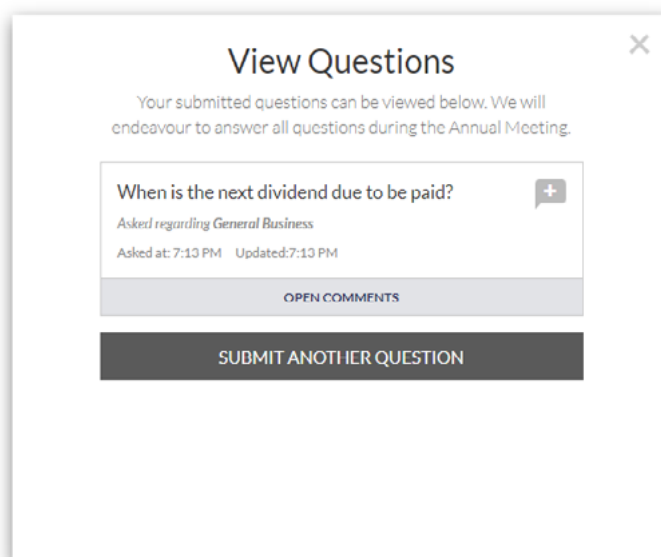 View Questions
Your submitted questions can be viewed below. We will
endeavour to answer all questions during the Annual Meeting.
When is the next dividend due to be paid?
Asked regarding General Business
Asked at: 7:13 PM Updated:7:13 PM
OPEN COMMENTS
SUBMIT ANOTHER QUESTION